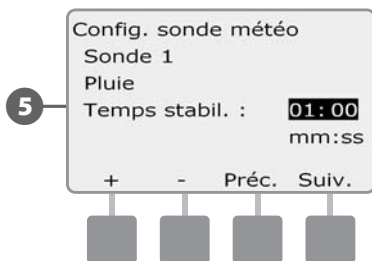 Config. sonde météo
Sonde 1
Pluie
5
Temps stabil. : 01:00
mm:ss
+ - Préc. Suiv.